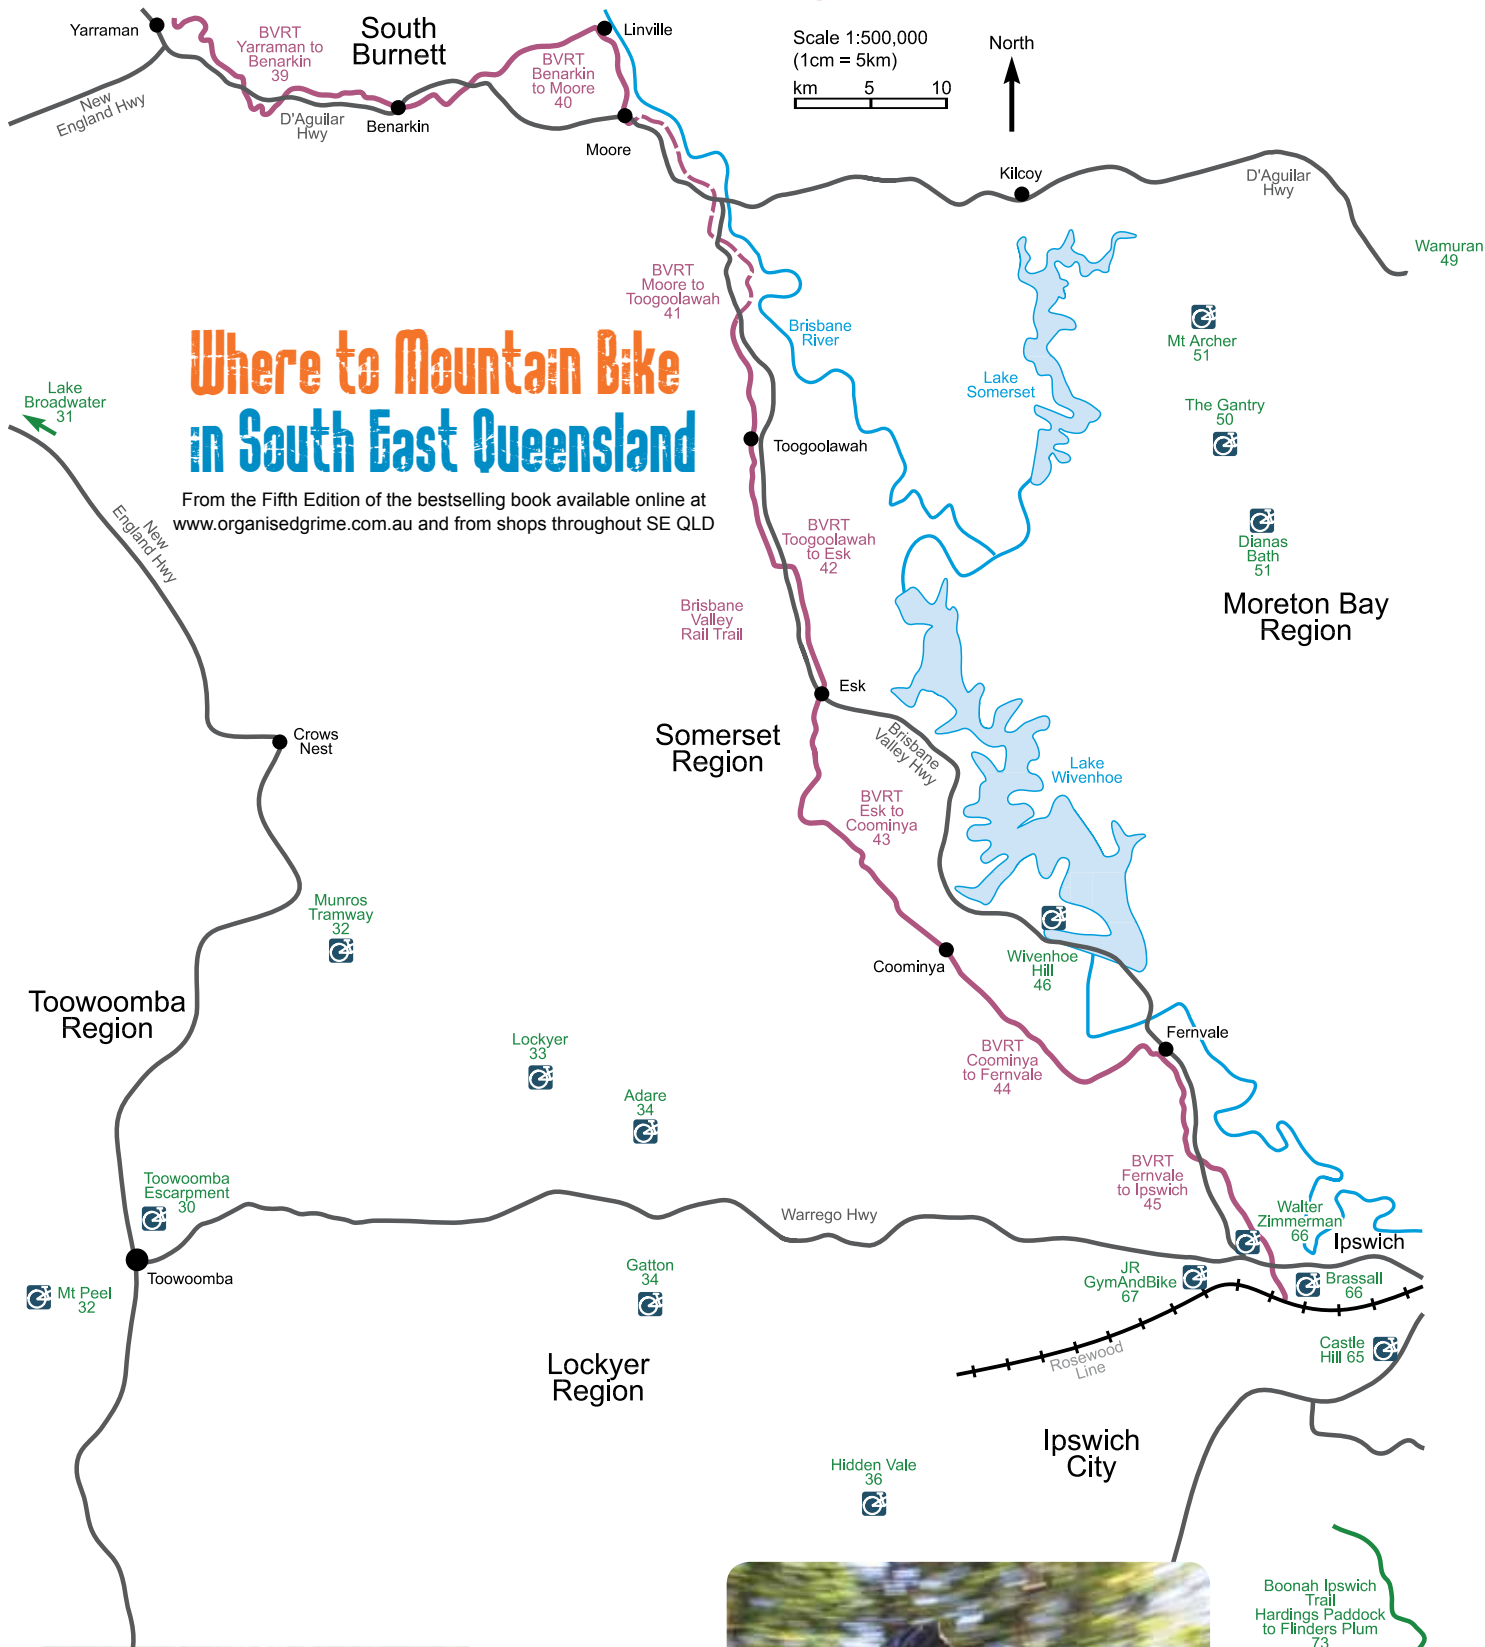 Yarraman
BVRT
Yarraman to
Benarkin
39
South
Burnett
Linville
BVRT
Benarkin
to Moore
40
Scale 1:500,000
(1cm = 5km)
km 5 10
North
New
England Hwy
D'Aguilar
Hwy
Benarkin
Moore
Kilcoy
D'Aguilar
Hwy
Wamuran
49
BVRT
Moore to
Toogoolawah
41
Brisbane
River
Mt Archer
51
Lake
Somerset
The Gantry
50
Lake
Broadwater
31
Where to Mountain Bike
in South East Queensland
From the Fifth Edition of the bestselling book available online at
www.organisedgrime.com.au and from shops throughout SE QLD
Toogoolawah
New
England Hwy
BVRT
Toogoolawah
to Esk
42
Dianas
Bath
51
Moreton Bay
Region
Brisbane
Valley
Rail Trail
Esk
Somerset
Region
Brisbane
Valley Hwy
Lake
Wivenhoe
Crows
Nest
BVRT
Esk to
Coominya
43
Munros
Tramway
32
Coominya
Wivenhoe
Hill
46
Toowoomba
Region
Lockyer
33
Adare
34
BVRT
Coominya
to Fernvale
44
Fernvale
Toowoomba
Escarpment
30
BVRT
Fernvale
to Ipswich
45
Warrego Hwy
Walter
Zimmerman
66
Ipswich
Toowoomba
Mt Peel
32
Gatton
34
JR
GymAndBike
67
Brassall
66
Lockyer
Region
Rosewood
Line
Castle
Hill 65
Ipswich
City
Hidden Vale
36
Boonah Ipswich
Trail
Hardings Paddock
to Flinders Plum
73